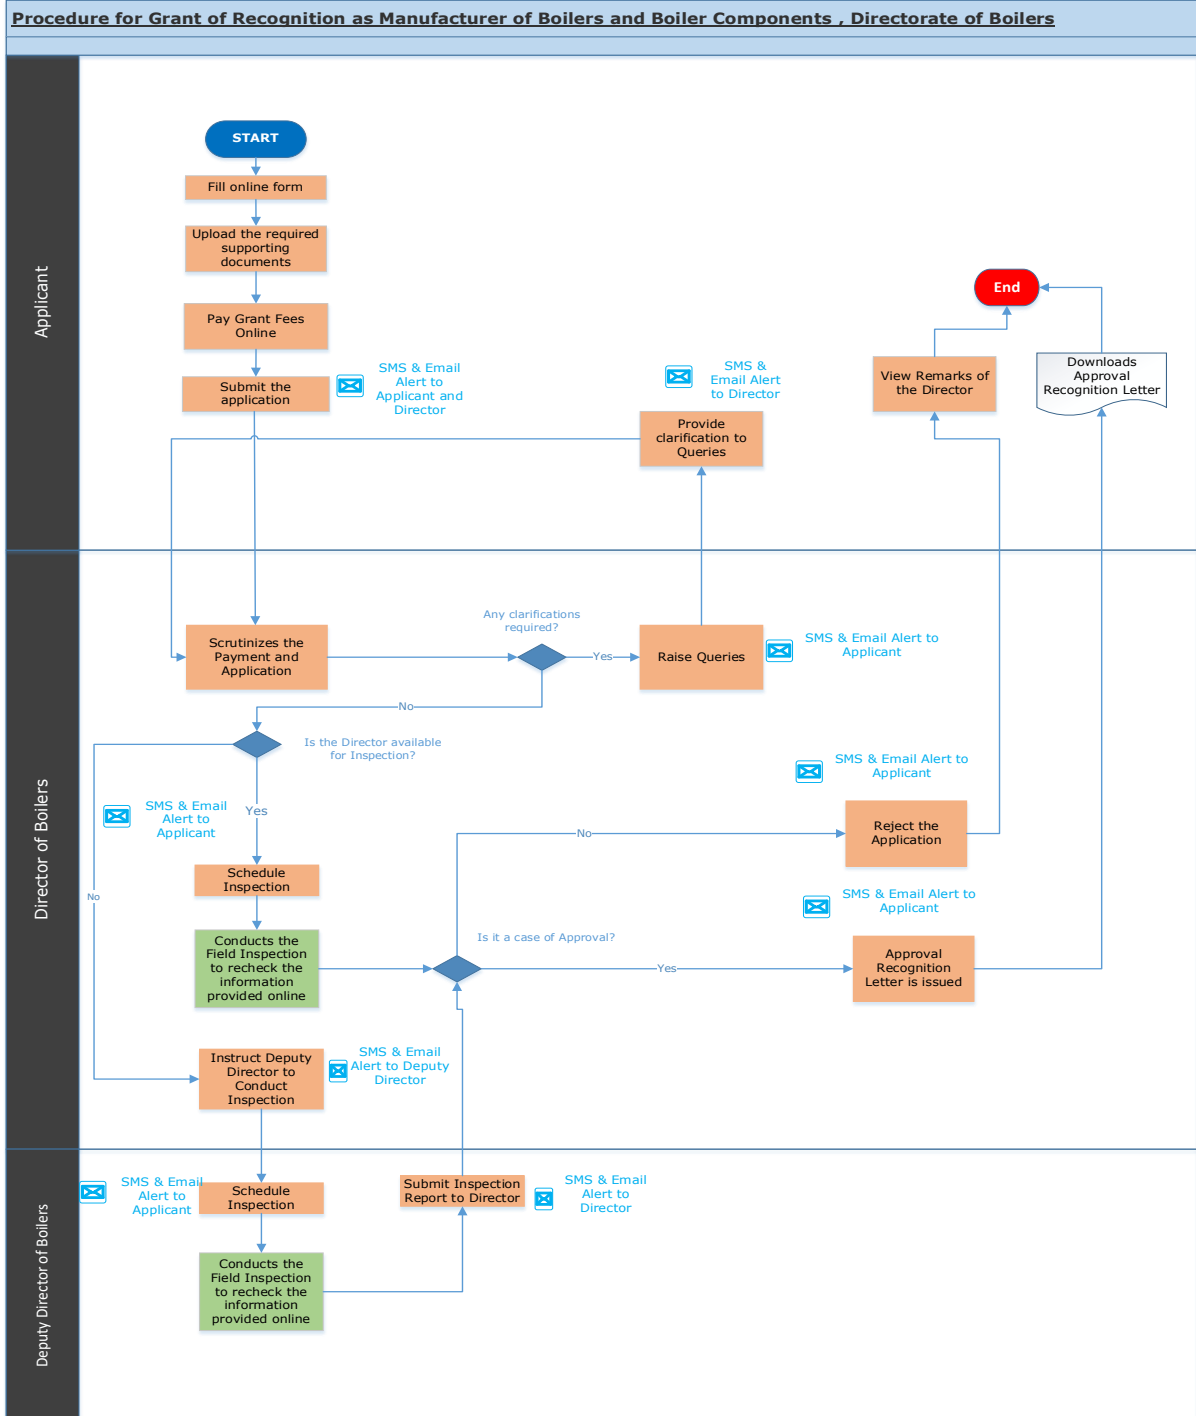 Procedure for Grant of Recognition as Manufacturer of Boilers and Boiler Components , Directorate of Boilers
Applicant
START
Fill online form
Upload the required
supporting
documents
Pay Grant Fees
Online
Submit the
application
SMS & Email
Alert to
Applicant and
Director
SMS &
Email Alert
to Director
Provide
clarification to
Queries
End
View Remarks of
the Director
Downloads
Approval
Recognition Letter
Director of Boilers
Scrutinizes the
Payment and
Application
Any clarifications
required?
Yes
Raise Queries
SMS & Email Alert to
Applicant
No
Is the Director available
for Inspection?
SMS & Email
Alert to
Applicant
Yes
No
Schedule
Inspection
Conducts the
Field Inspection
to recheck the
information
provided online
Is it a case of Approval?
No
SMS & Email Alert to
Applicant
Reject the
Application
Yes
SMS & Email Alert to
Applicant
Approval
Recognition
Letter is issued
Instruct Deputy
Director to
Conduct
Inspection
SMS & Email
Alert to Deputy
Director
Deputy Director of Boilers
SMS & Email
Alert to
Applicant
Schedule
Inspection
Submit Inspection
Report to Director
SMS & Email
Alert to
Director
Conducts the
Field Inspection
to recheck the
information
provided online